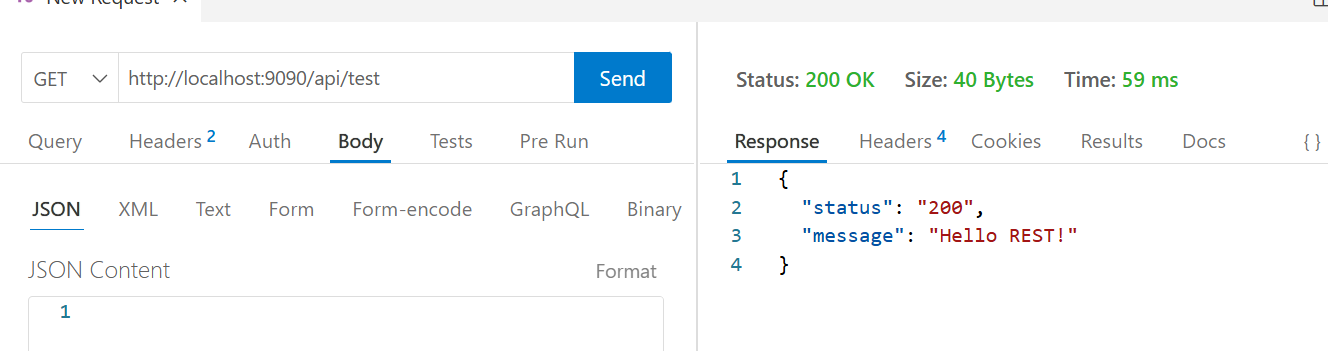 New Request
GET http://localhost:9090/api/test Send
Query Headers 2 Auth Body Tests Pre Run
JSON XML Text Form Form-encode GraphQL Binary
JSON Content Format
1
Status: 200 OK Size: 40 Bytes Time: 59 ms
Response Headers 4 Cookies Results Docs { }
1 {
2 "status": "200",
3 "message": "Hello REST!"
4 }